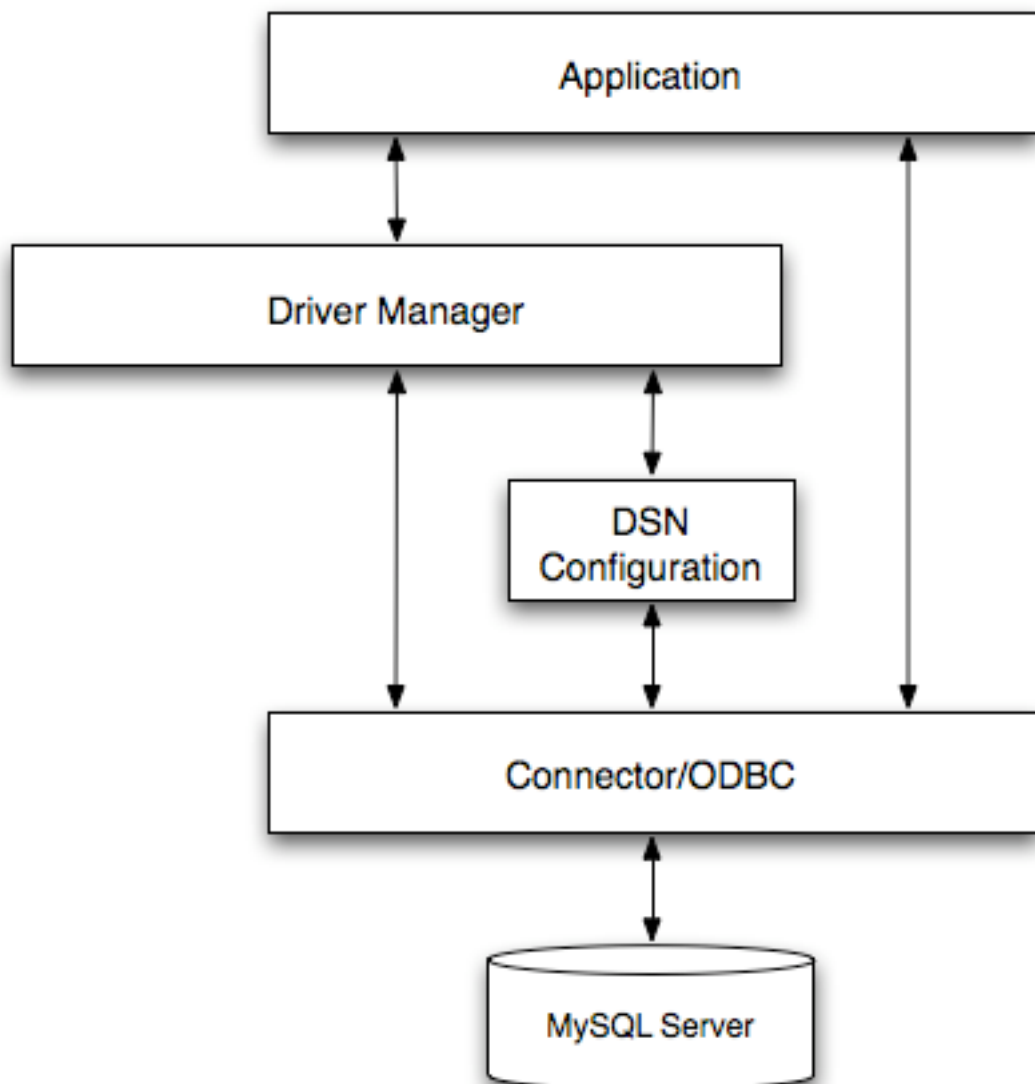 Application
Driver Manager
DSN
Configuration
Connector/ODBC
MySQL Server